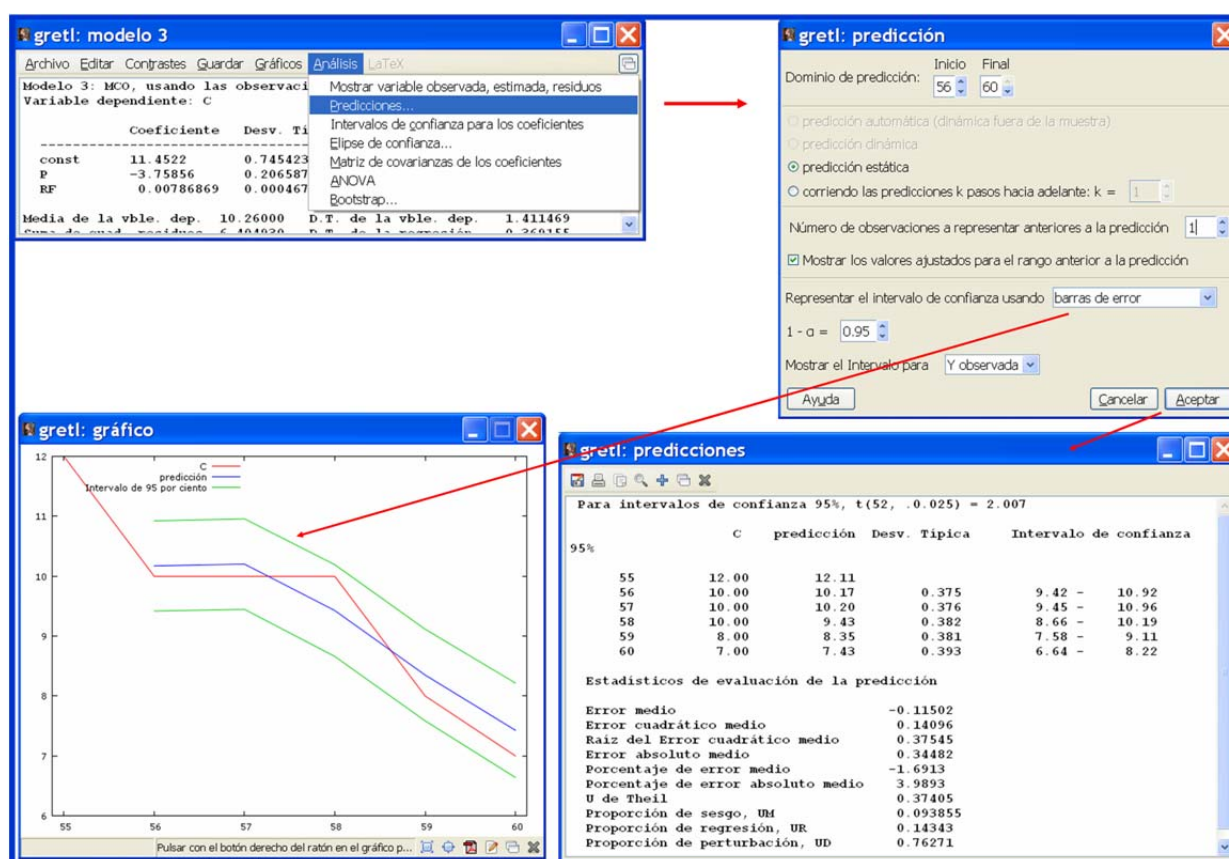 gretl: modelo 3
Archivo Editar Contrastes Guardar Gráficos Análisis LaTeX
Modelo 3: MCO, usando las observaci
Variable dependiente: C
Coeficiente Desv. Ti
const 11.4522 0.745423
P -3.75856 0.206587
RF 0.00786869 0.000467
Media de la vble. dep. 10.26000 D.T. de la vble. dep. 1.411469
Suma de cuad. residuos 6.404930 D.T. de la regresión 0.369155
Mostrar variable observada, estimada, residuos
Predicciones...
Intervalos de confianza para los coeficientes
Elipse de confianza...
Matriz de covarianzas de los coeficientes
ANOVA
Bootstrap...
gretl: predicción
Inicio Final
Dominio de predicción: 56 60
predicción automática (dinámica fuera de la muestra)
predicción dinámica
predicción estática
corriendo las predicciones k pasos hacia adelante: k = 1
Número de observaciones a representar anteriores a la predicción 1
Mostrar los valores ajustados para el rango anterior a la predicción
Representar el intervalo de confianza usando barras de error
1 - α = 0.95
Mostrar el Intervalo para Y observada
Ayuda Cancelar Aceptar
gretl: gráfico
C
predicción
Intervalo de 95 por ciento
12
11
10
9
8
7
6
55 56 57 58 59 60
Pulsar con el botón derecho del ratón en el gráfico p...
gretl: predicciones
Para intervalos de confianza 95%, t(52, .0.025) = 2.007
C predicción Desv. Típica Intervalo de confianza
95%
55 12.00 12.11
56 10.00 10.17 0.375 9.42 - 10.92
57 10.00 10.20 0.376 9.45 - 10.96
58 10.00 9.43 0.382 8.66 - 10.19
59 8.00 8.35 0.381 7.58 - 9.11
60 7.00 7.43 0.393 6.64 - 8.22
Estadísticos de evaluación de la predicción
Error medio -0.11502
Error cuadrático medio 0.14096
Raíz del Error cuadrático medio 0.37545
Error absoluto medio 0.34482
Porcentaje de error medio -1.6913
Porcentaje de error absoluto medio 3.9893
U de Theil 0.37405
Proporción de sesgo, UM 0.093855
Proporción de regresión, UR 0.14343
Proporción de perturbación, UD 0.76271